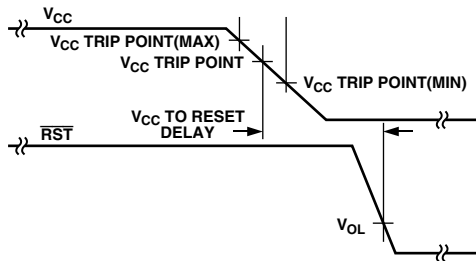 VCC
VCC TRIP POINT(MAX)
VCC TRIP POINT
VCC TRIP POINT(MIN)
VCC TO RESET
DELAY
RST
VOL